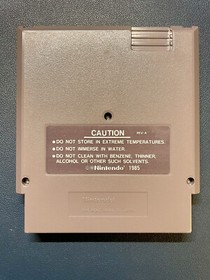 CAUTION REV-A
●DO NOT STORE IN EXTREME TEMPERATURES.
●DO NOT IMMERSE IN WATER.
●DO NOT CLEAN WITH BENZENE, THINNER,
ALCOHOL OR OTHER SUCH SOLVENTS.
Nintendo 1985